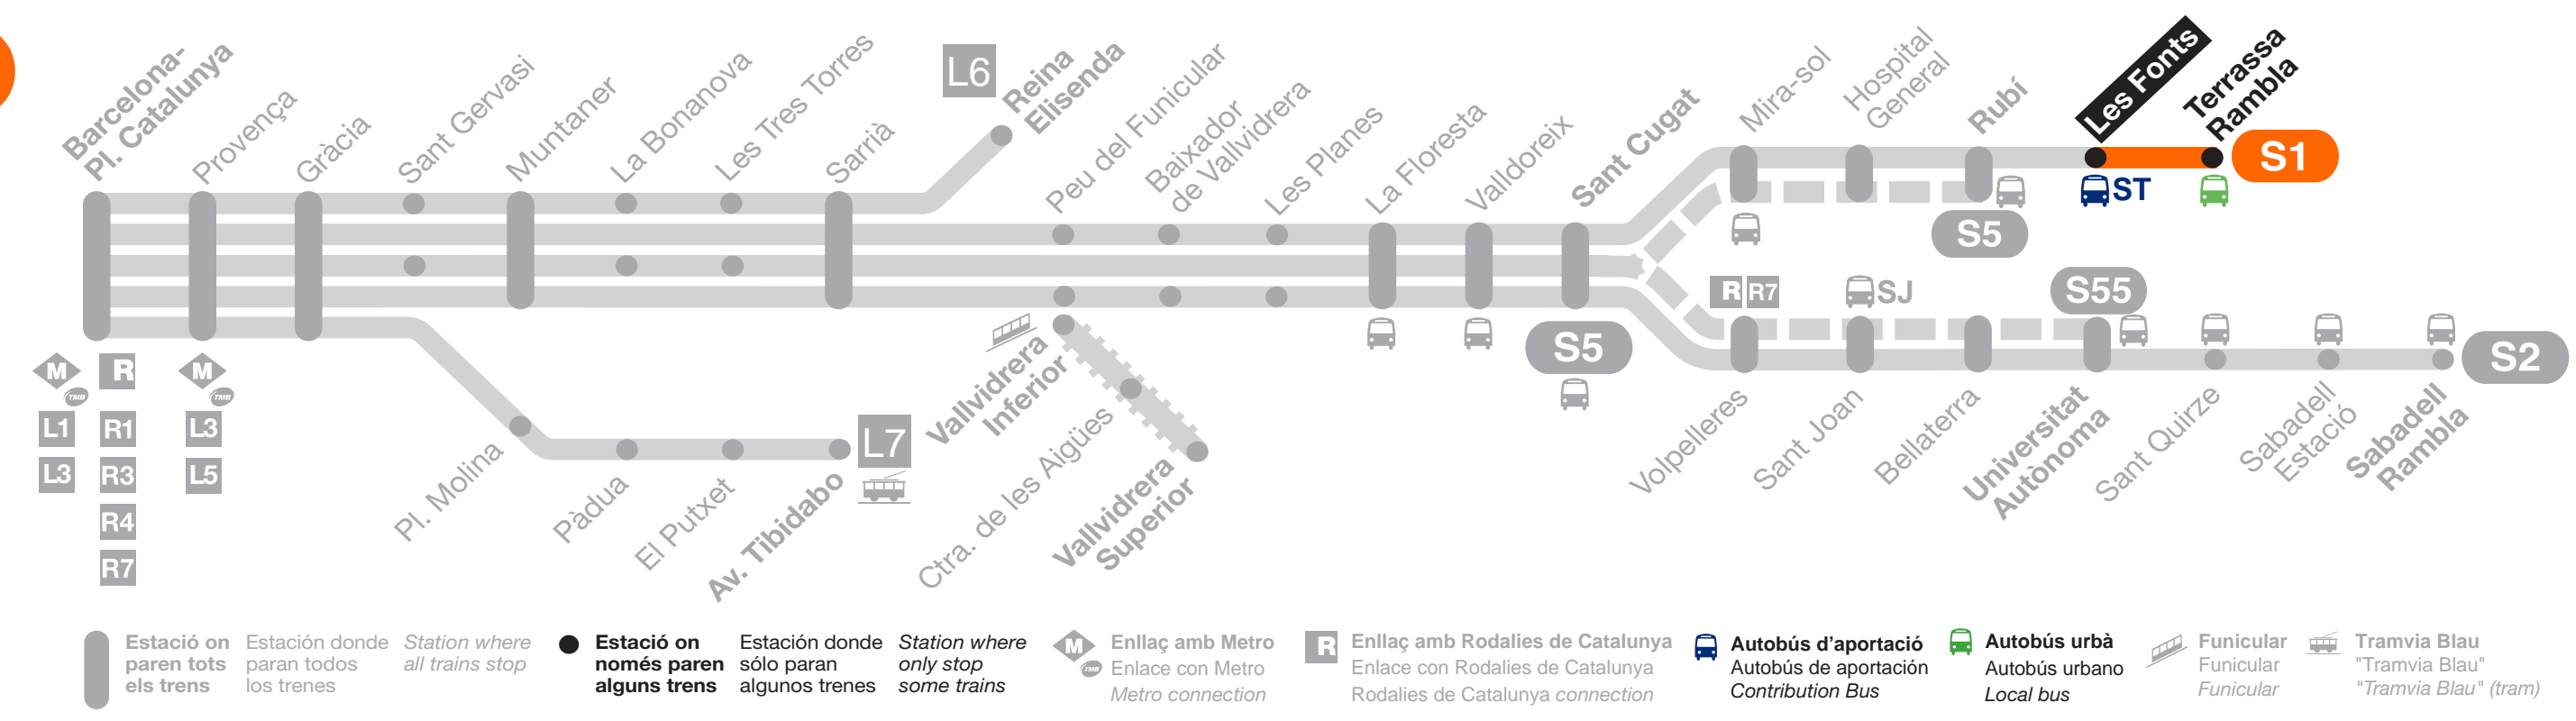 Barcelona-
Pl. Catalunya
Provença
Gràcia
Sant Gervasi
Muntaner
La Bonanova
Les Tres Torres
Sarrià
L6
Reina
Elisenda
Peu del Funicular
Baixador
de Vallvidrera
Les Planes
La Floresta
Valldoreix
Sant Cugat
Mira-sol
Hospital
General
Rubí
Les Fonts
Terrassa
Rambla
S1
ST
S5
R R7
SJ
S55
S5
S2
M
TMB
R
M
TMB
L1
R1
L3
L3
R3
L5
R4
R7
Pl. Molina
Pàdua
El Putxet
Av. Tibidabo
L7
Vallvidrera
Inferior
Ctra. de les Aigües
Vallvidrera
Superior
Volpelleres
Sant Joan
Bellaterra
Universitat
Autònoma
Sant Quirze
Sabadell
Estació
Sabadell
Rambla
Estació on
paren tots
els trens
Estación donde
paran todos
los trenes
Station where
all trains stop
Estació on
només paren
alguns trens
Estación donde
sólo paran
algunos trenes
Station where
only stop
some trains
M
TMB
Enllaç amb Metro
Enlace con Metro
Metro connection
R
Enllaç amb Rodalies de Catalunya
Enlace con Rodalies de Catalunya
Rodalies de Catalunya connection
Autobús d'aportació
Autobús de aportación
Contribution Bus
Autobús urbà
Autobús urbano
Local bus
Funicular
Funicular
Funicular
Tramvia Blau
"Tramvia Blau"
"Tramvia Blau" (tram)